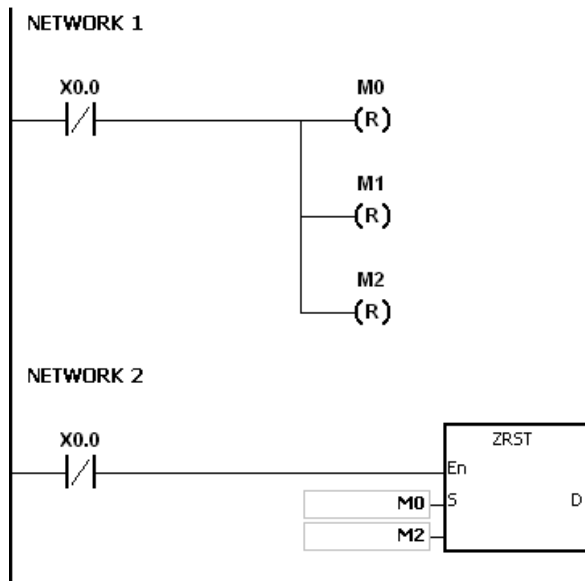 NETWORK 1
X0.0
M0
(R)
M1
(R)
M2
(R)
NETWORK 2
X0.0
ZRST
En
M0 S D
M2